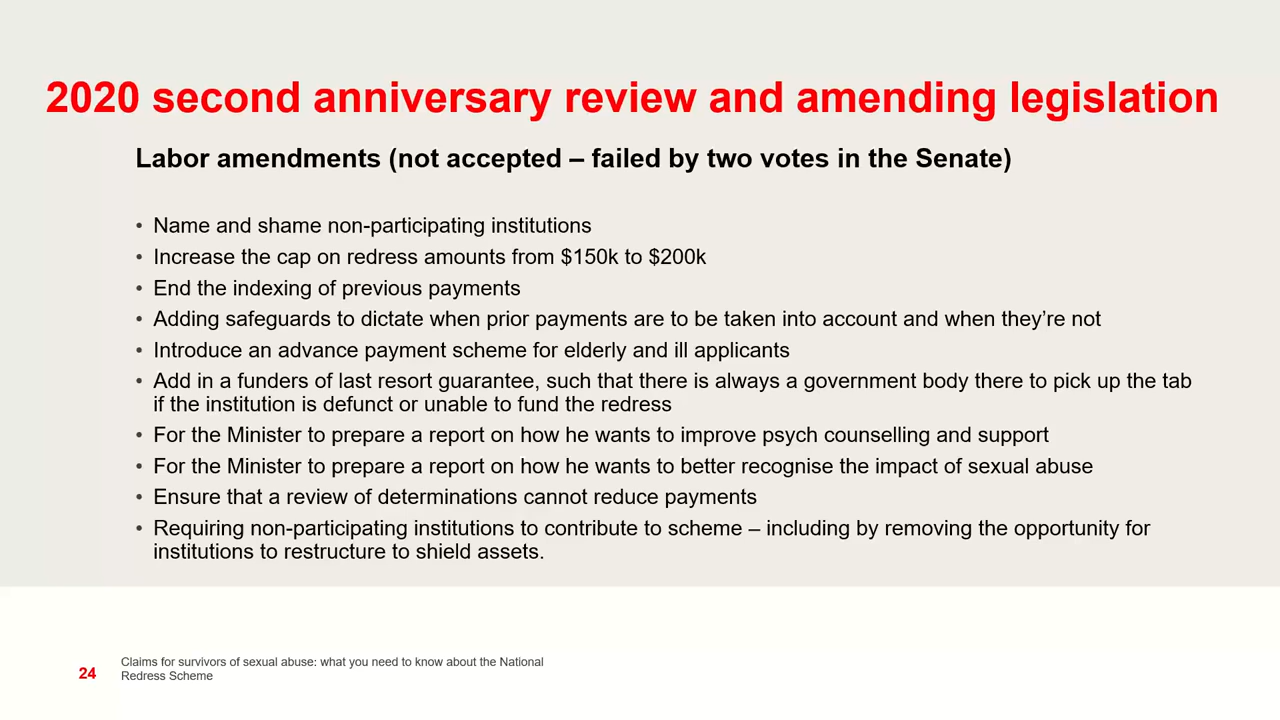 2020 second anniversary review and amending legislation
Labor amendments (not accepted – failed by two votes in the Senate)
• Name and shame non-participating institutions
• Increase the cap on redress amounts from $150k to $200k
• End the indexing of previous payments
• Adding safeguards to dictate when prior payments are to be taken into account and when they’re not
• Introduce an advance payment scheme for elderly and ill applicants
• Add in a funders of last resort guarantee, such that there is always a government body there to pick up the tab
if the institution is defunct or unable to fund the redress
• For the Minister to prepare a report on how he wants to improve psych counselling and support
• For the Minister to prepare a report on how he wants to better recognise the impact of sexual abuse
• Ensure that a review of determinations cannot reduce payments
• Requiring non-participating institutions to contribute to scheme – including by removing the opportunity for
institutions to restructure to shield assets.
24
Claims for survivors of sexual abuse: what you need to know about the National
Redress Scheme